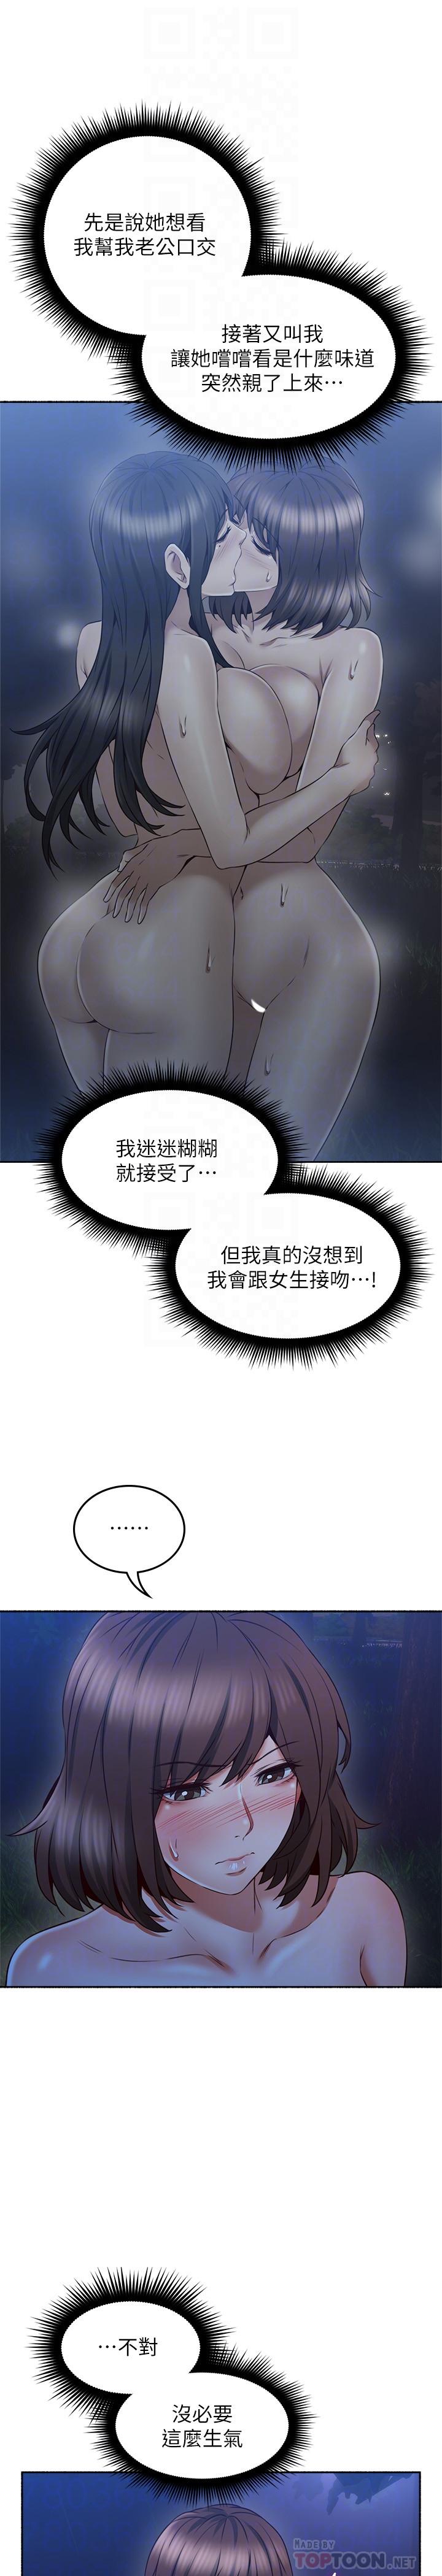 先是說她想看
我幫我老公口交
接著又叫我
讓她嚐嚐看是什麼味道
突然親了上來…
我迷迷糊糊
就接受了…
但我真的沒想到
我會跟女生接吻…!
……
…不對
沒必要
這麼生氣
MADE BY
TOPTOON.NET